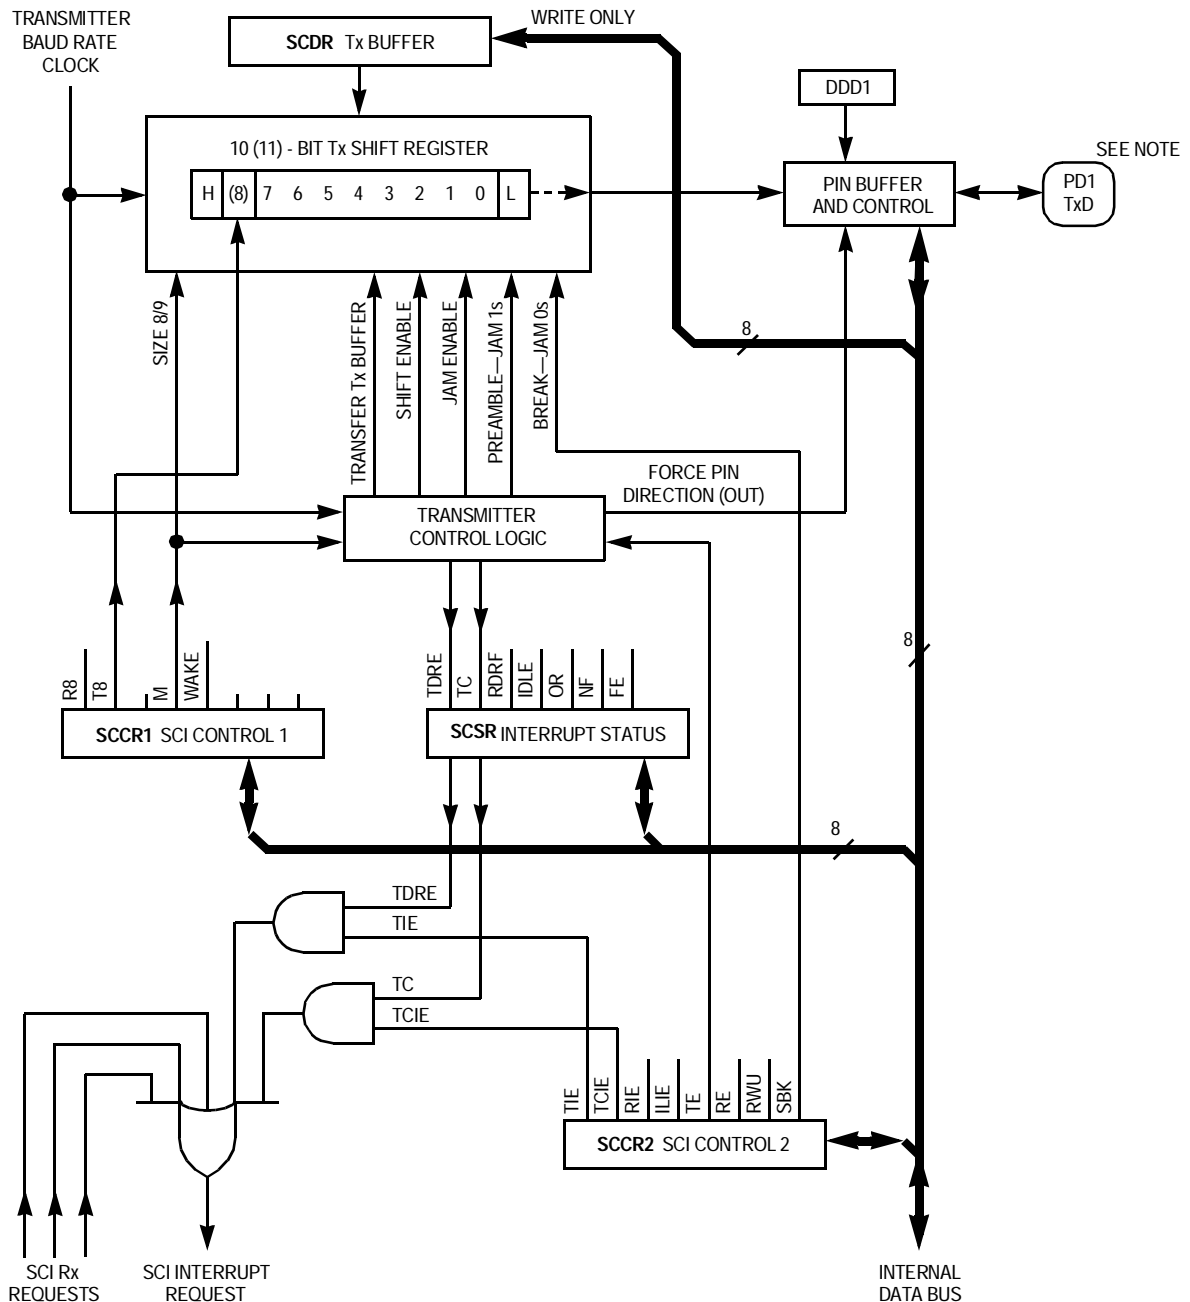 TRANSMITTER
BAUD RATE
CLOCK
SCDR Tx BUFFER
WRITE ONLY
DDD1
10 (11) - BIT Tx SHIFT REGISTER
H (8) 7 6 5 4 3 2 1 0 L
PIN BUFFER
AND CONTROL
SEE NOTE
PD1
TxD
SIZE 8/9
TRANSFER Tx BUFFER
SHIFT ENABLE
JAM ENABLE
PREAMBLE—JAM 1s
BREAK—JAM 0s
8
FORCE PIN
DIRECTION (OUT)
TRANSMITTER
CONTROL LOGIC
8
R8
T8
M
WAKE
TDRE
TC
RDRF
IDLE
OR
NF
FE
SCCR1 SCI CONTROL 1
SCSR INTERRUPT STATUS
8
TDRE
TIE
TC
TCIE
TIE
TCIE
RIE
ILIE
TE
RE
RWU
SBK
SCCR2 SCI CONTROL 2
SCI Rx
REQUESTS
SCI INTERRUPT
REQUEST
INTERNAL
DATA BUS